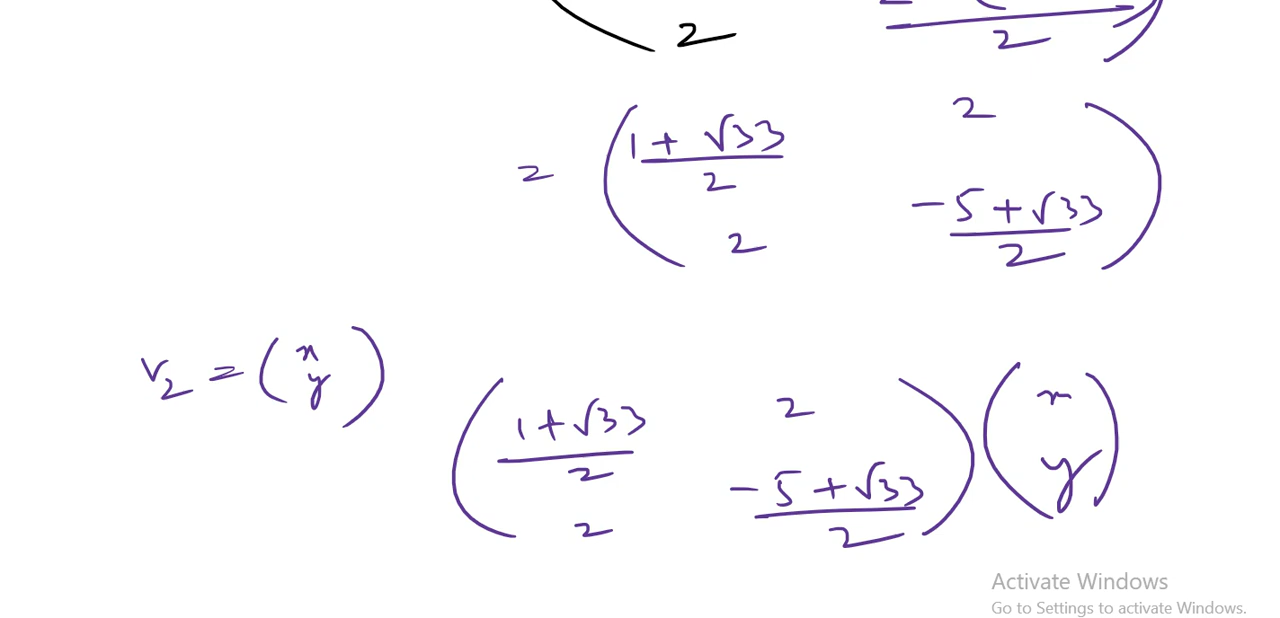 2
2
= ( (1 + √33)/2 2
2 (-5 + √33)/2 )
v₂ = ( x
y )
( (1 + √33)/2 2
2 (-5 + √33)/2 ) ( x
y )
Activate Windows
Go to Settings to activate Windows.